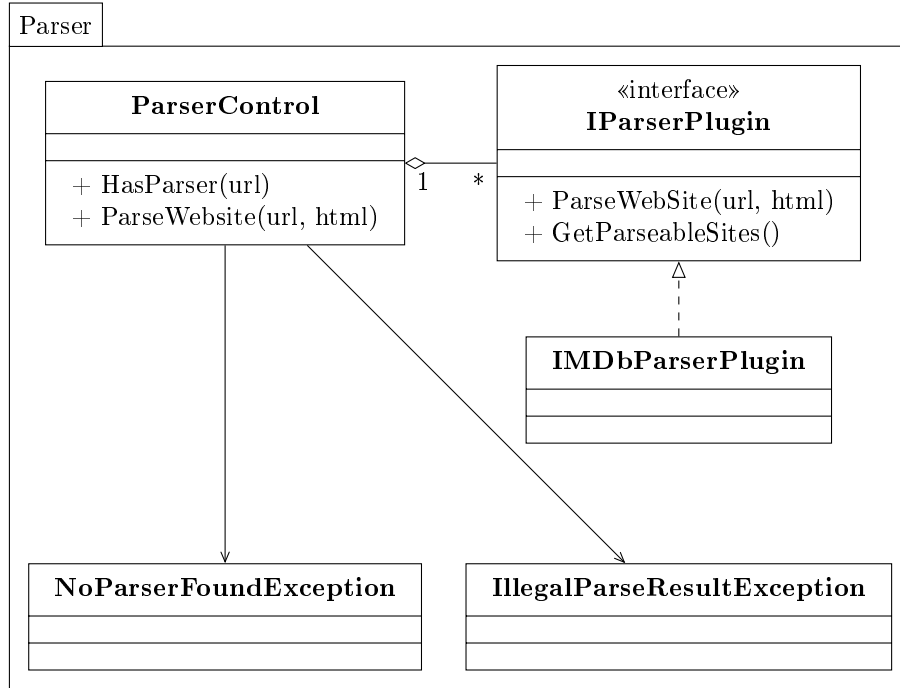 Parser
ParserControl
+ HasParser(url)
+ ParseWebsite(url, html)
1
*
«interface»
IParserPlugin
+ ParseWebSite(url, html)
+ GetParseableSites()
IMDbParserPlugin
NoParserFoundException
IllegalParseResultException